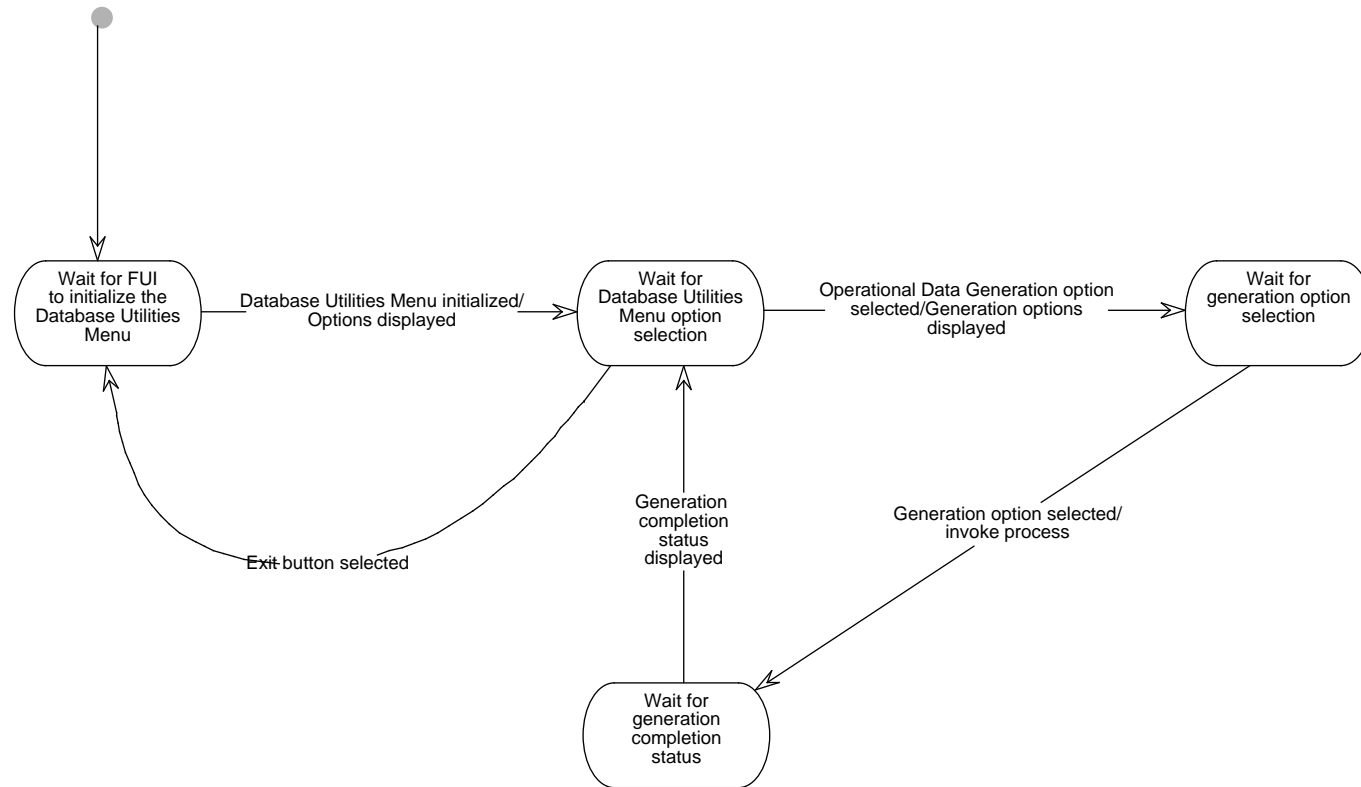 Wait for FUI
to initialize the
Database Utilities
Menu
Database Utilities Menu initialized/
Options displayed
Wait for
Database Utilities
Menu option
selection
Operational Data Generation option
selected/Generation options
displayed
Wait for
generation option
selection
Exit button selected
Generation
completion
status
displayed
Generation option selected/
invoke process
Wait for
generation
completion
status